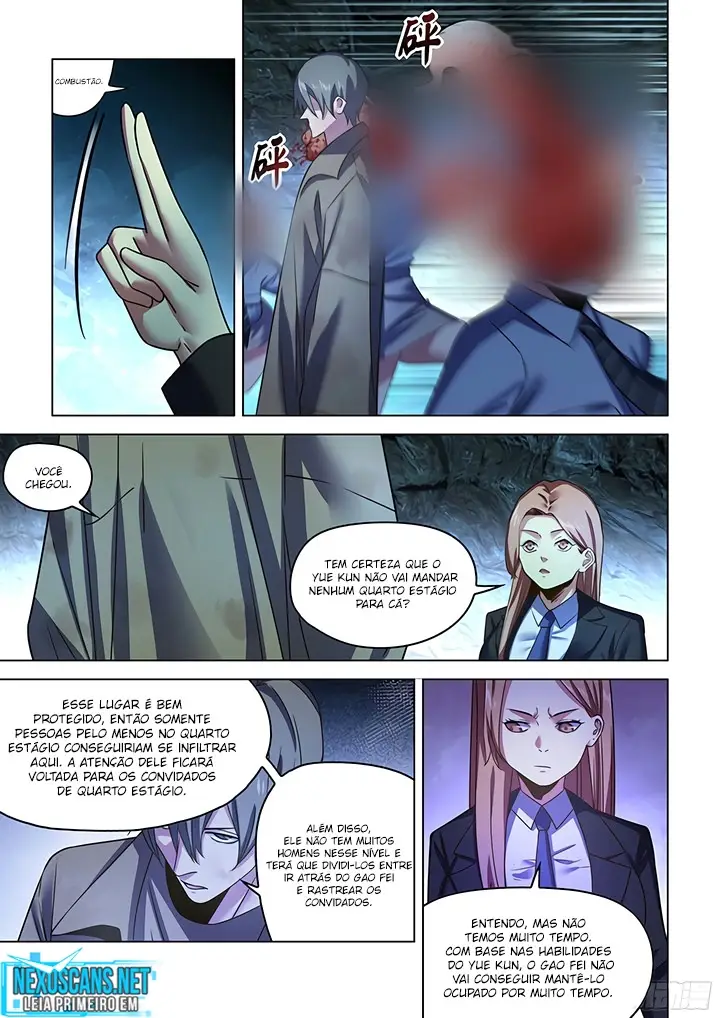 COMBUSTÃO.
砰
砰
VOCÊ
CHEGOU.
TEM CERTEZA QUE O
YUE KUN NÃO VAI MANDAR
NENHUM QUARTO ESTÁGIO
PARA CÁ?
ESSE LUGAR É BEM
PROTEGIDO, ENTÃO SOMENTE
PESSOAS PELO MENOS NO QUARTO
ESTÁGIO CONSEGUIRIAM SE INFILTRAR
AQUI. A ATENÇÃO DELE FICARÁ
VOLTADA PARA OS CONVIDADOS
DE QUARTO ESTÁGIO.
ALÉM DISSO,
ELE NÃO TEM MUITOS
HOMENS NESSE NÍVEL E
TERÁ QUE DIVIDI-LOS ENTRE
IR ATRÁS DO GAO FEI
E RASTREAR OS
CONVIDADOS.
ENTENDO, MAS NÃO
TEMOS MUITO TEMPO.
COM BASE NAS HABILIDADES
DO YUE KUN, O GAO FEI NÃO
VAI CONSEGUIR MANTÊ-LO
OCUPADO POR MUITO TEMPO.
NEXOSCANS.NET
LEIA PRIMEIRO EM